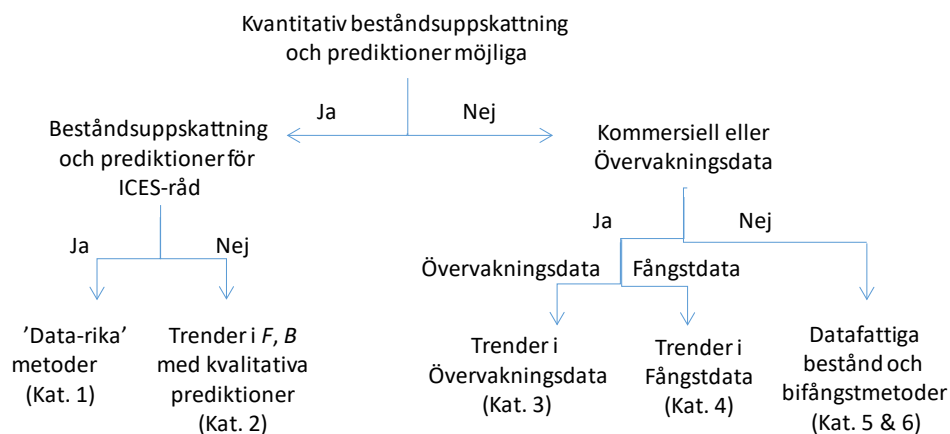 Kvantitativ beståndsuppskattning
och prediktioner möjliga
Ja
Nej
Beståndsuppskattning
och prediktioner för
ICES-råd
Kommersiell eller
Övervakningsdata
Ja
Nej
Ja
Nej
Övervakningsdata
Fångstdata
’Data-rika’
metoder
(Kat. 1)
Trender i F, B
med kvalitativa
prediktioner
(Kat. 2)
Trender i
Övervakningsdata
(Kat. 3)
Trender i
Fångstdata
(Kat. 4)
Datafattiga
bestånd och
bifångstmetoder
(Kat. 5 & 6)